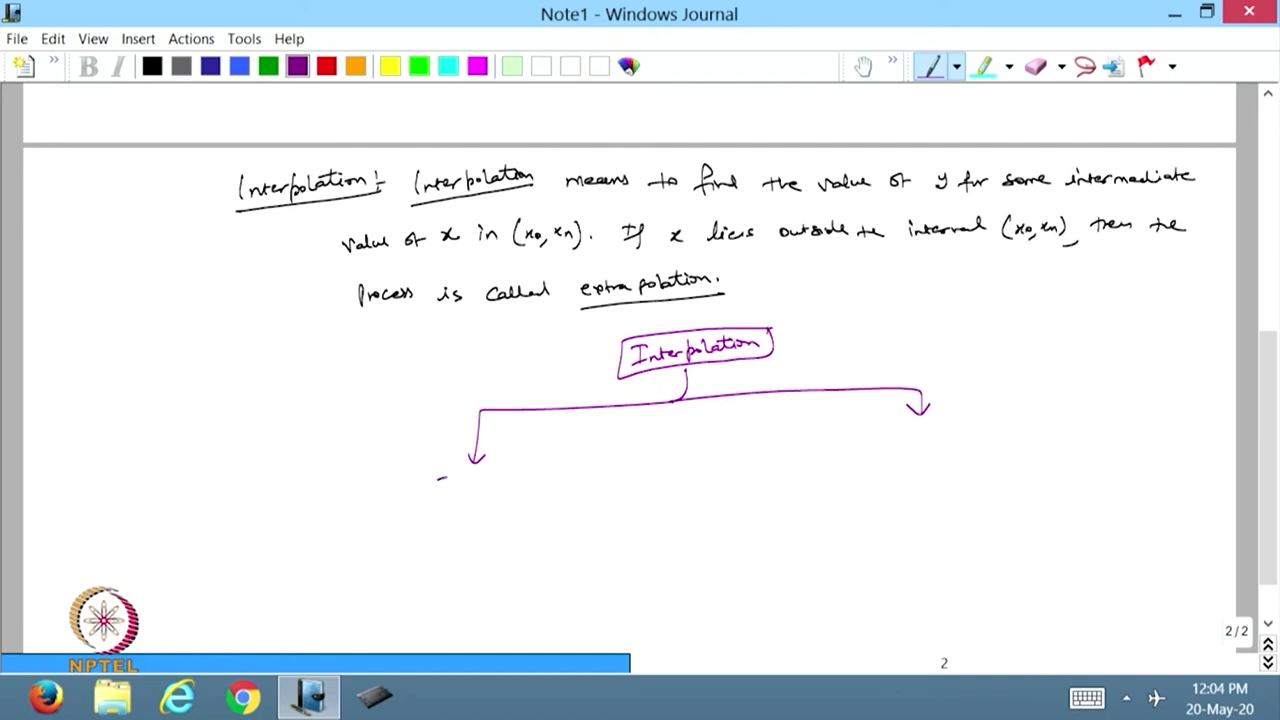 Note1 - Windows Journal
File Edit View Insert Actions Tools Help
Interpolation:- Interpolation means to find the value of y for some intermediate
value of x in (x0, xn). If x lies outside the interval (x0, xn), then the
process is called extrapolation.
Interpolation
2 / 2
NPTEL
2
12:04 PM
20-May-20